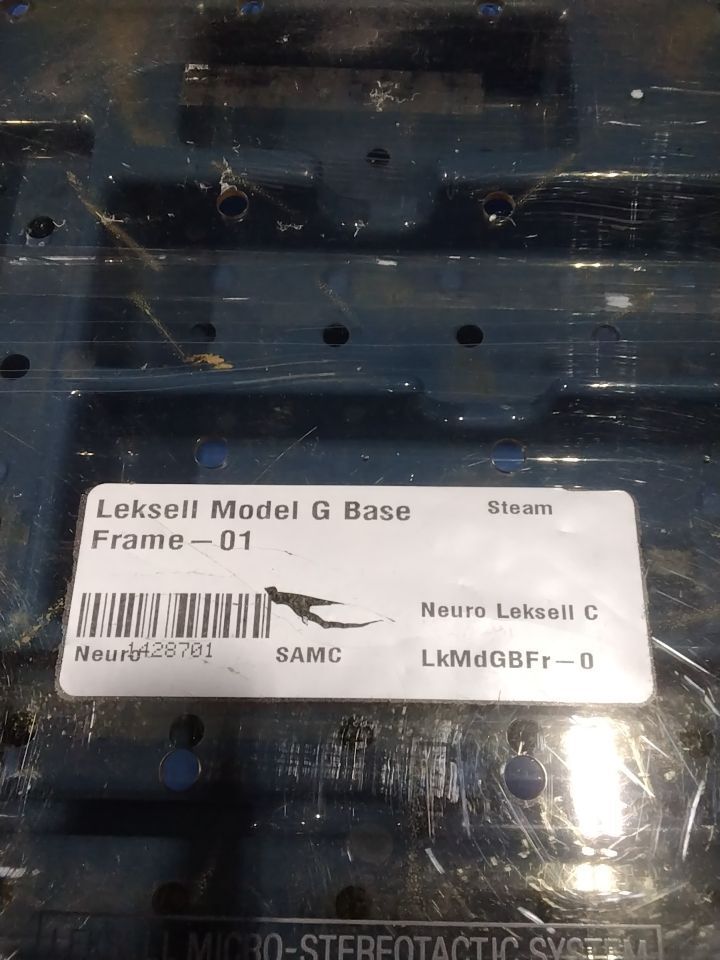 Leksell Model G Base
Frame-01
Steam
Neuro Leksell C
1428701
Neuro
SAMC
LkMdGBFr-0
MICRO-STEREOTACTIC SYSTEM